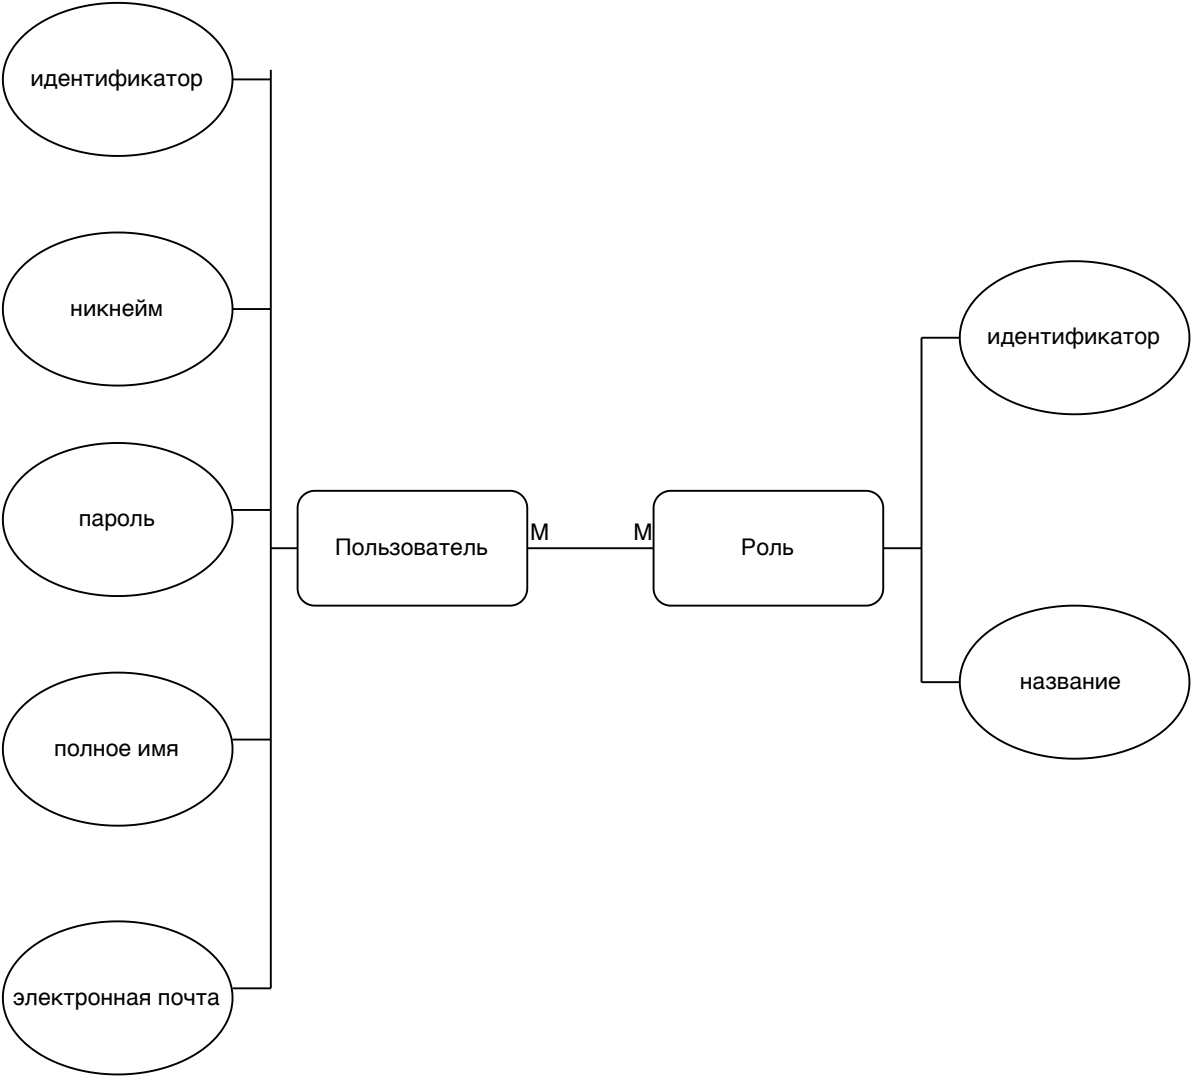 идентификатор
никнейм
пароль
полное имя
электронная почта
Пользователь
М
М
Роль
идентификатор
название